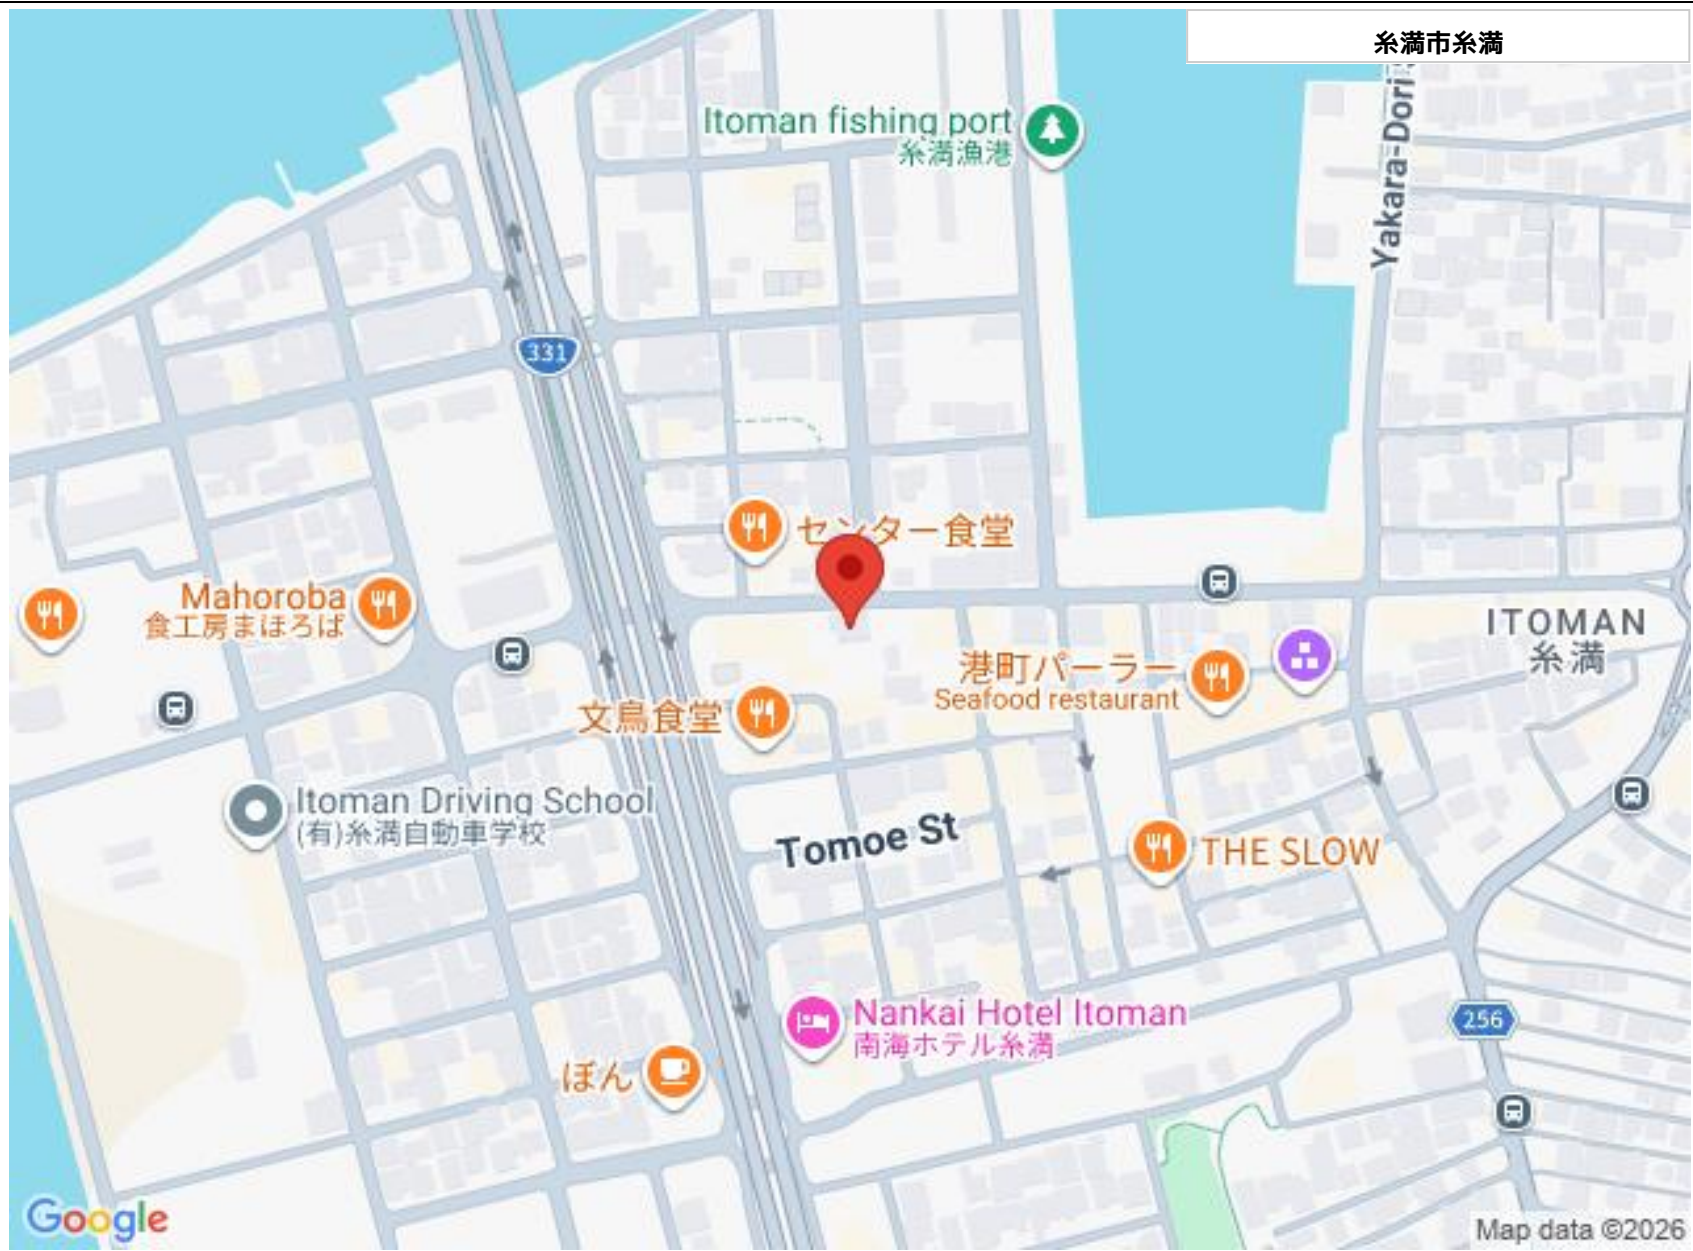 糸満市糸満
Itoman fishing port
糸満漁港
Yakara-Dori
331
センター食堂
Mahoroba
食工房まほろば
ITOMAN
糸満
港町パーラー
Seafood restaurant
文鳥食堂
Itoman Driving School
(有)糸満自動車学校
Tomoe St
THE SLOW
Nankai Hotel Itoman
南海ホテル糸満
256
ぽん
Google
Map data ©2026